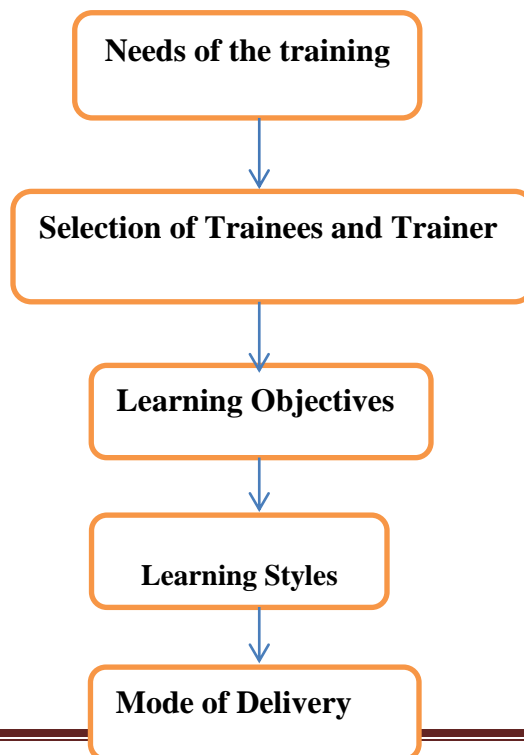 Needs of the training
Selection of Trainees and Trainer
Learning Objectives
Learning Styles
Mode of Delivery